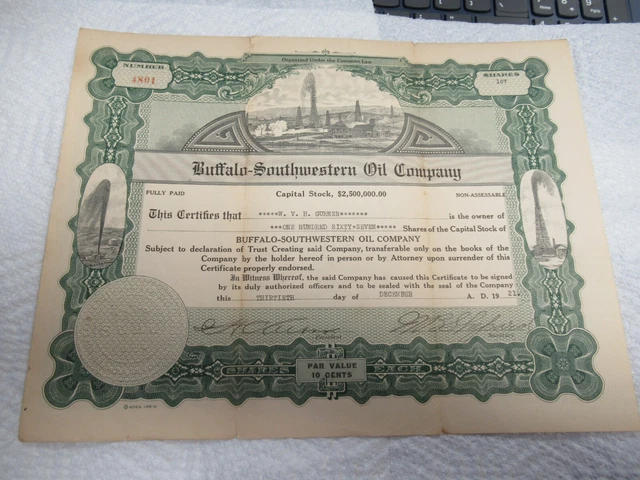 Organized Under the Common Law
NUMBER
4801
SHARES
167
Buffalo-Southwestern Oil Company
FULLY PAID
Capital Stock, $2,500,000.00
NON-ASSESSABLE
This Certifies that *****W. V. H. GURNER******* is the owner of
***ONE HUNDRED SIXTY-SEVEN***** Shares of the Capital Stock of
BUFFALO-SOUTHWESTERN OIL COMPANY
Subject to declaration of Trust Creating said Company, transferable only on the books of the
Company by the holder hereof in person or by Attorney upon surrender of this
Certificate properly endorsed.
In Witness Whereof, the said Company has caused this Certificate to be signed
by its duly authorized officers and to be sealed with the seal of the Company
this THIRTIETH day of DECEMBER A. D. 19 21.
President
SHARES
PAR VALUE
10 CENTS
EACH